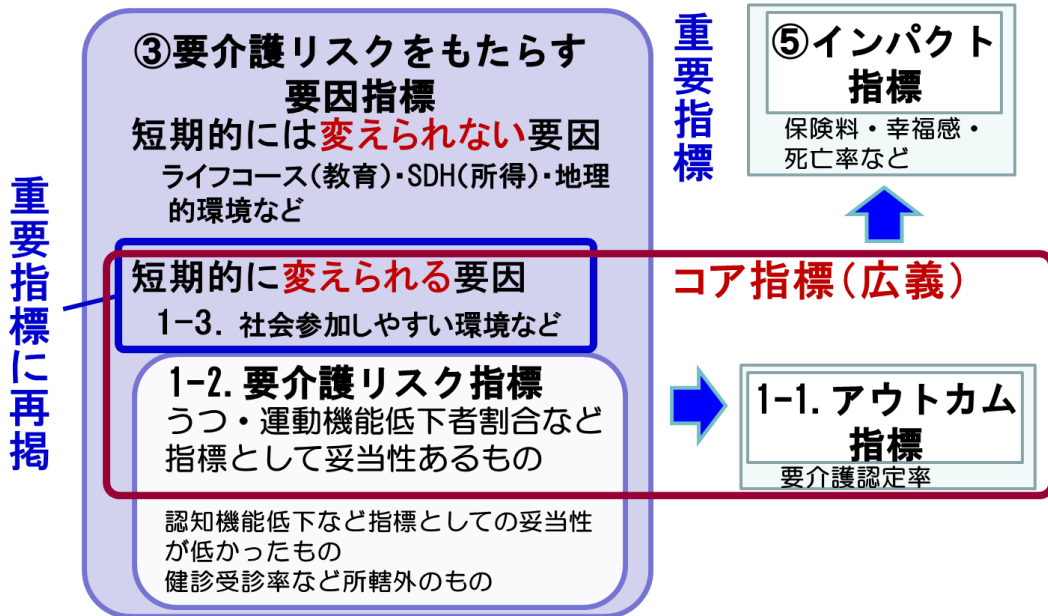 ③要介護リスクをもたらす
要因指標
短期的には変えられない要因
ライフコース(教育)・SDH(所得)・地理
的環境など
重要指標に再掲
短期的に変えられる要因
1-3. 社会参加しやすい環境など
1-2. 要介護リスク指標
うつ・運動機能低下者割合など
指標として妥当性あるもの
認知機能低下など指標としての妥当性
が低かったもの
健診受診率など所轄外のもの
重要指標
⑤インパクト
指標
保険料・幸福感・
死亡率など
コア指標(広義)
1-1. アウトカム
指標
要介護認定率